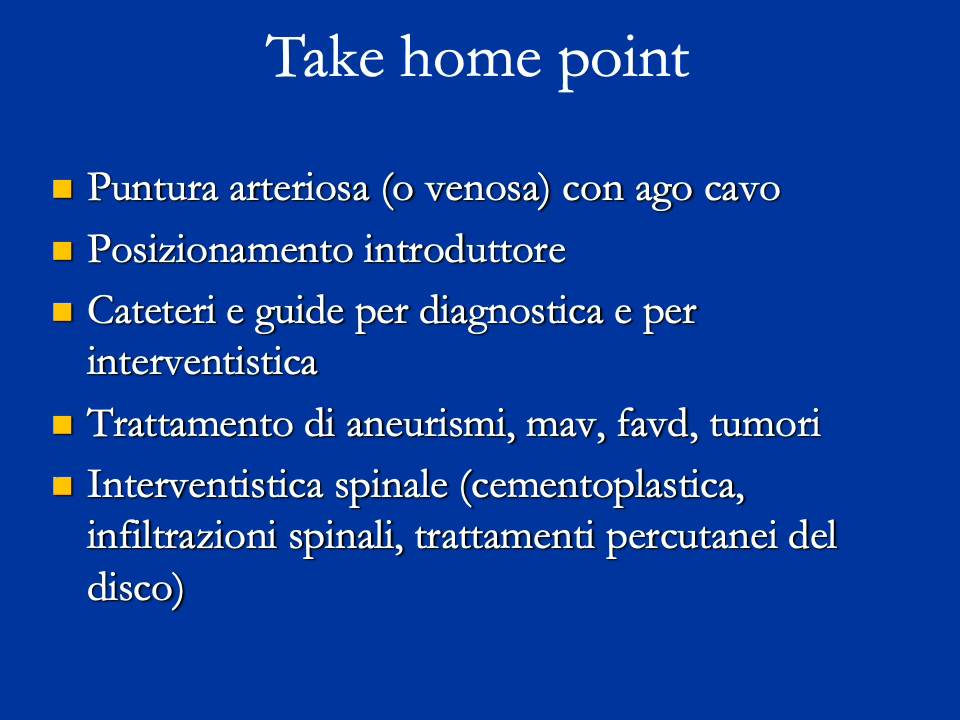 Take home point
Puntura arteriosa (o venosa) con ago cavo
Posizionamento introduttore
Cateteri e guide per diagnostica e per
interventistica
Trattamento di aneurismi, mav, favd, tumori
Interventistica spinale (cementoplastica,
infiltrazioni spinali, trattamenti percutanei del
disco)